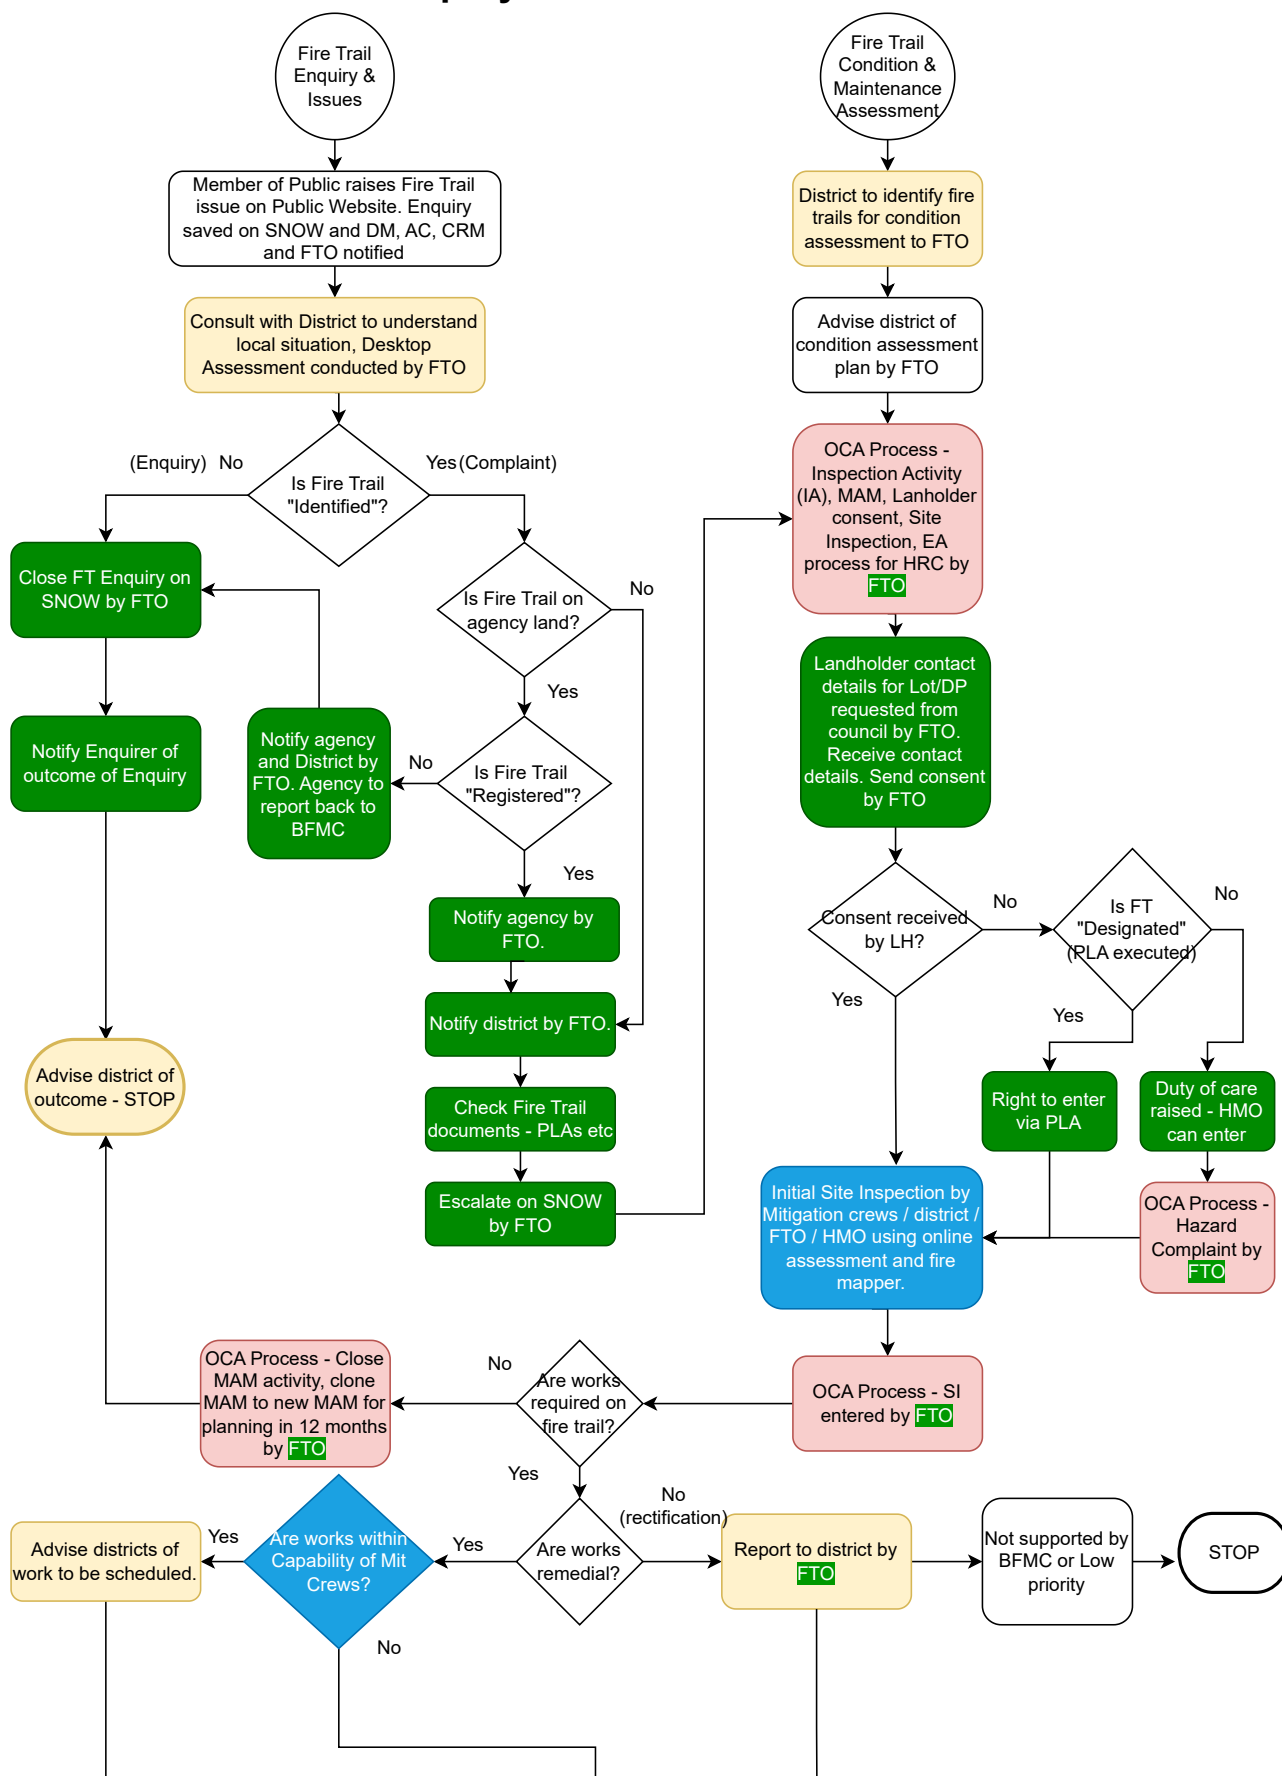 Fire Trail
Enquiry &
Issues
Fire Trail
Condition &
Maintenance
Assessment
Member of Public raises Fire Trail
issue on Public Website. Enquiry
saved on SNOW and DM, AC, CRM
and FTO notified
District to identify fire
trails for condition
assessment to FTO
Consult with District to understand
local situation, Desktop
Assessment conducted by FTO
Advise district of
condition assessment
plan by FTO
(Enquiry) No
Yes (Complaint)
Is Fire Trail
"Identified"?
OCA Process -
Inspection Activity
(IA), MAM, Lanholder
consent, Site
Inspection, EA
process for HRC by
FTO
Close FT Enquiry on
SNOW by FTO
Is Fire Trail on
agency land?
No
Yes
Landholder contact
details for Lot/DP
requested from
council by FTO.
Receive contact
details. Send consent
by FTO
Notify Enquirer of
outcome of Enquiry
Notify agency
and District by
FTO. Agency to
report back to
BFMC
No
Is Fire Trail
"Registered"?
Yes
Notify agency by
FTO.
Consent received
by LH?
No
Is FT
"Designated"
(PLA executed)
No
Yes
Yes
Notify district by FTO.
Advise district of
outcome - STOP
Check Fire Trail
documents - PLAs etc
Right to enter
via PLA
Duty of care
raised - HMO
can enter
Escalate on SNOW
by FTO
Initial Site Inspection by
Mitigation crews / district /
FTO / HMO using online
assessment and fire
mapper.
OCA Process -
Hazard
Complaint by
FTO
OCA Process - Close
MAM activity, clone
MAM to new MAM for
planning in 12 months
by FTO
No
Are works
required on
fire trail?
OCA Process - SI
entered by FTO
Yes
No
(rectification)
Advise districts of
work to be scheduled.
Yes
Are works within
Capability of Mit
Crews?
Yes
Are works
remedial?
Report to district by
FTO
Not supported by
BFMC or Low
priority
STOP
No